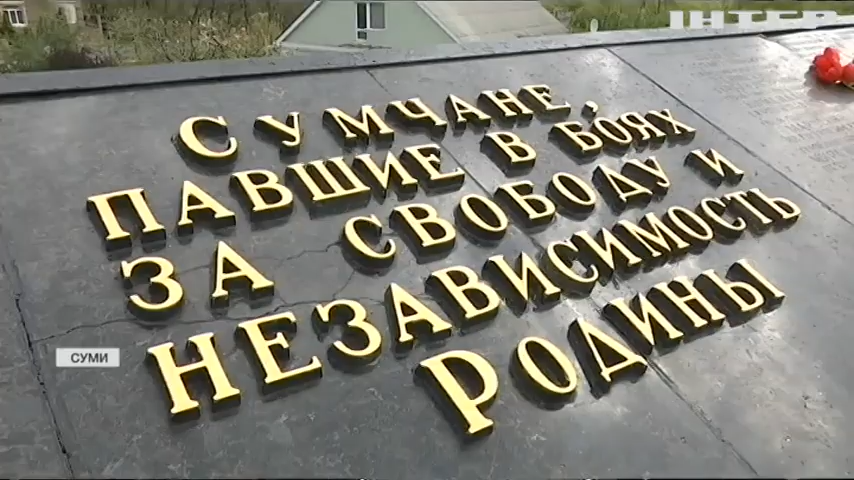 ІНТЕР
Сумчане,
павшие в боях
за свободу и
независимость
Родины
СУМИ